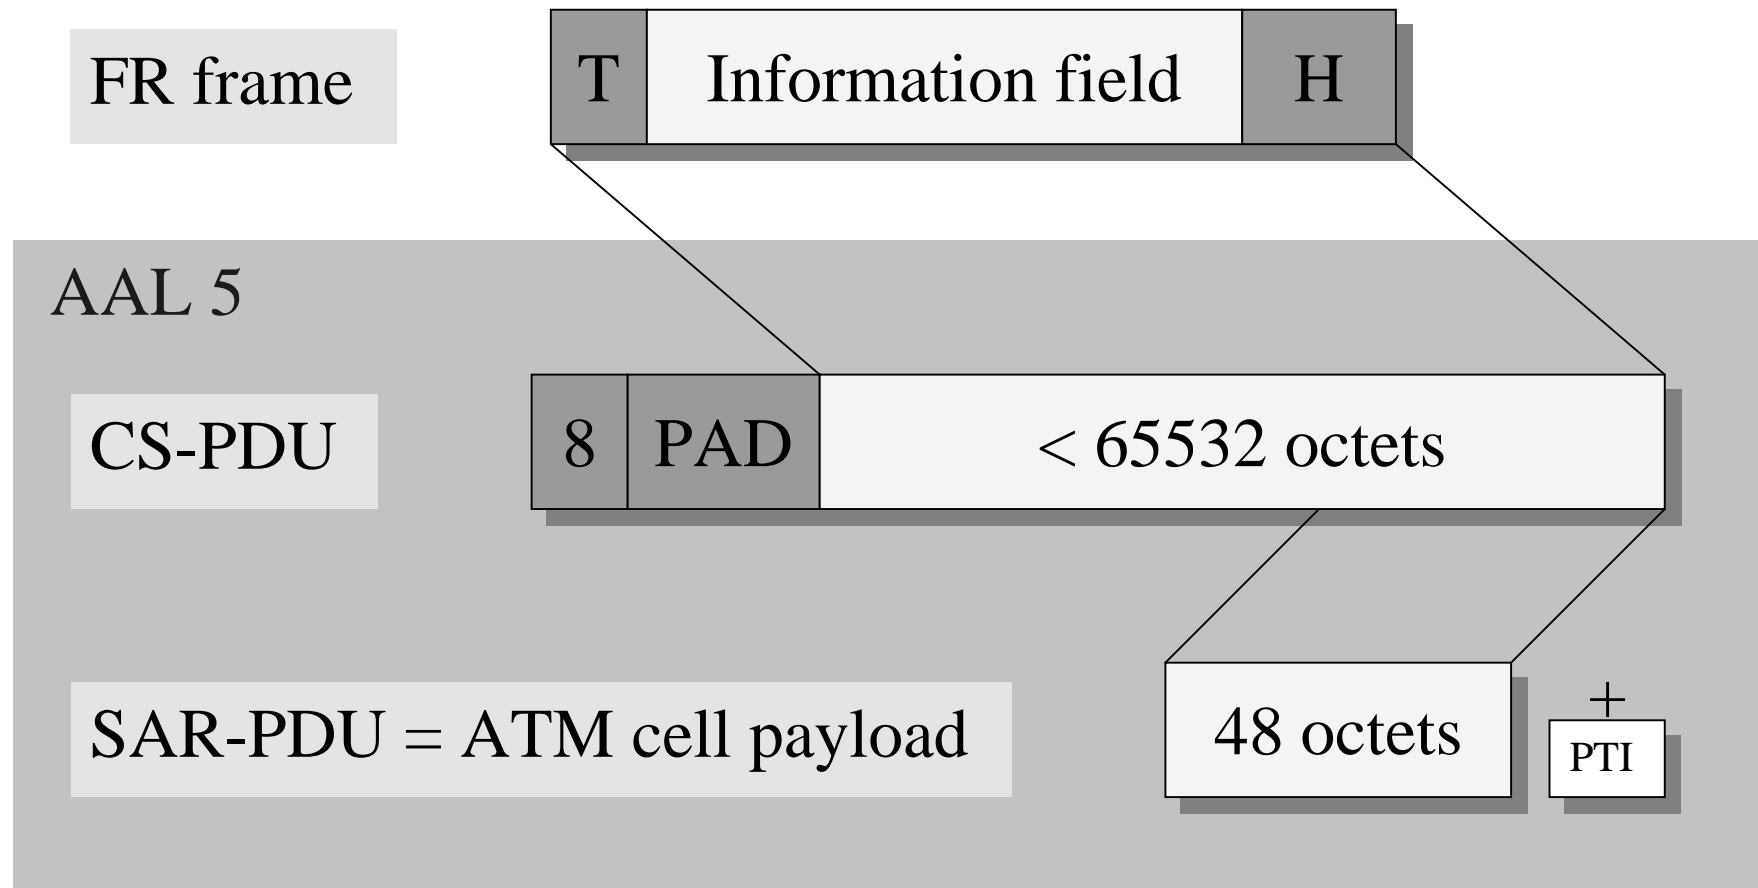 FR frame
T Information field H
AAL 5
CS-PDU
8 PAD < 65532 octets
SAR-PDU = ATM cell payload
48 octets
+
PTI